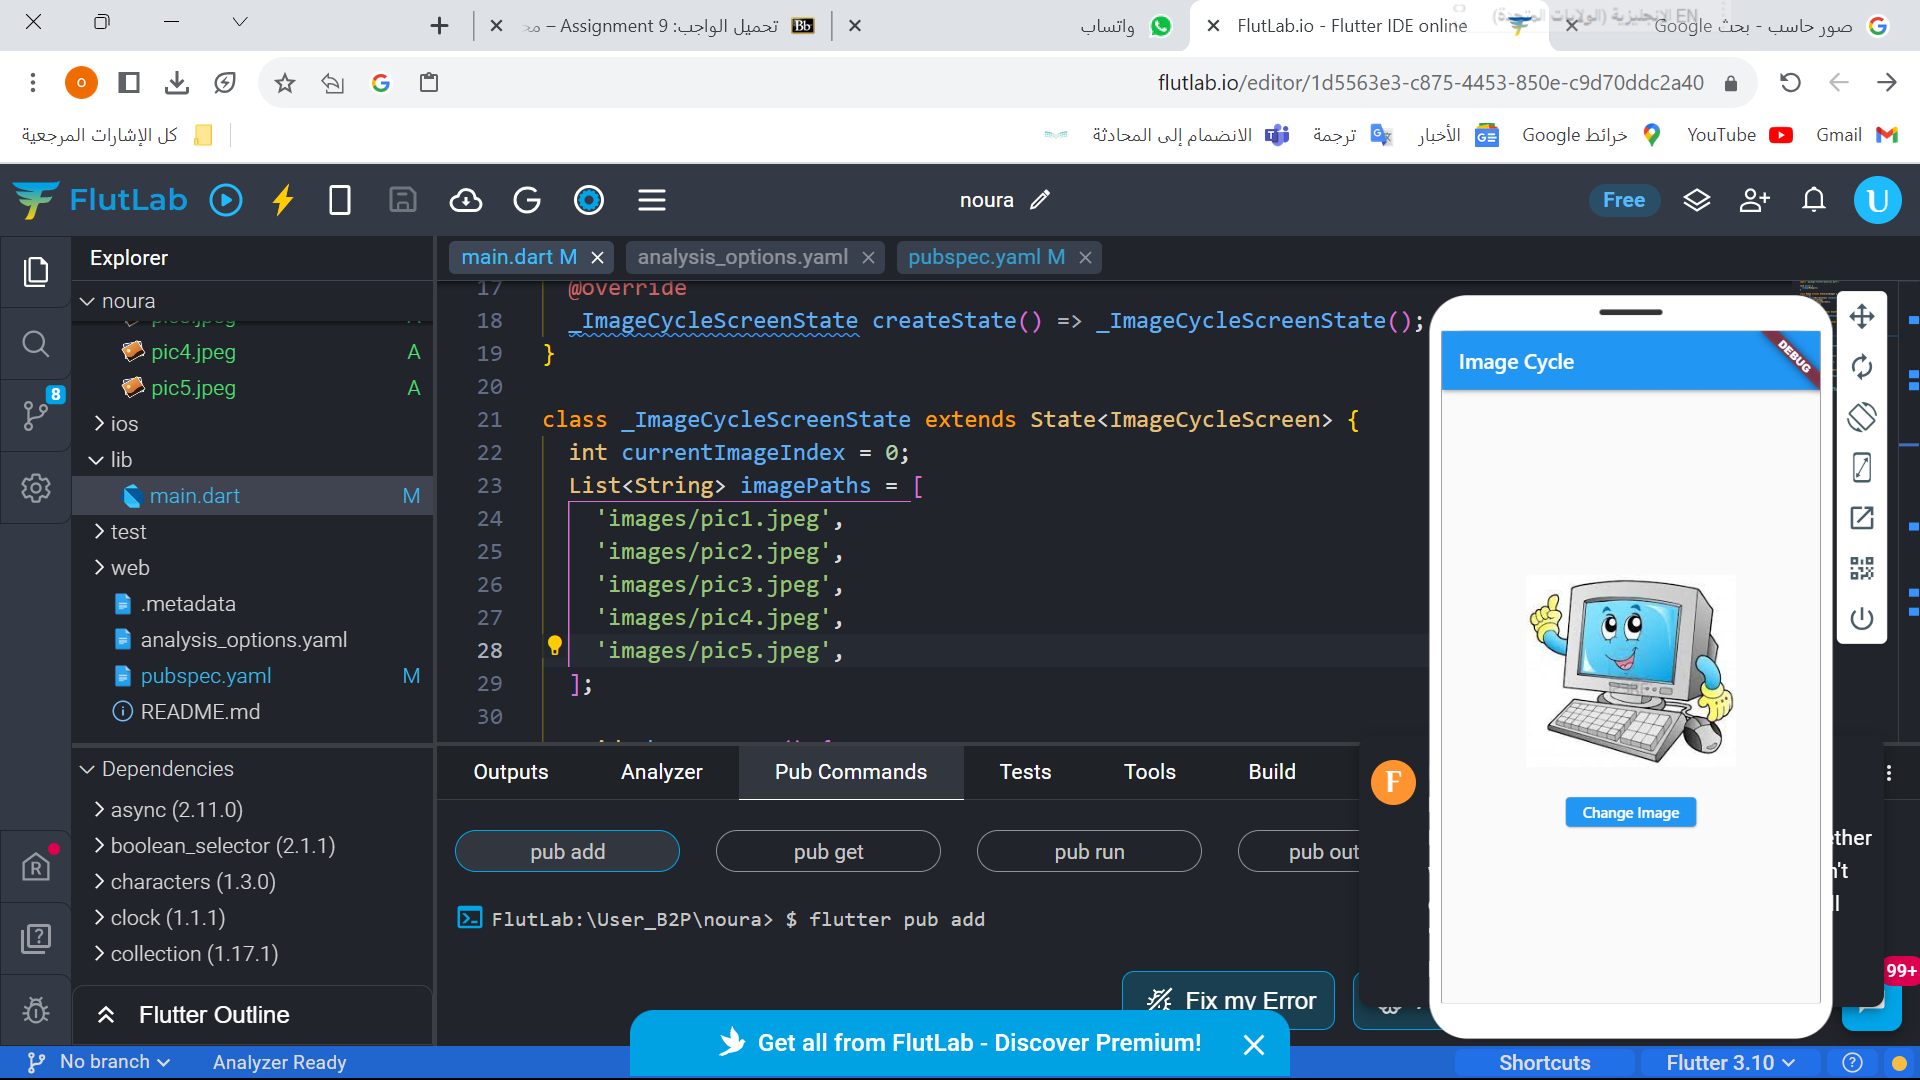 تحميل الواجب: Assignment 9 – مح
واتساب
FlutLab.io - Flutter IDE online
صور حاسب - بحث Google
EN الإنجليزية (الولايات المتحدة)
flutlab.io/editor/1d5563e3-c875-4453-850e-c9d70ddc2a40
كل الإشارات المرجعية
الانضمام إلى المحادثة
ترجمة
الأخبار
خرائط Google
YouTube
Gmail
FlutLab
noura
Free
U
Explorer
main.dart M
analysis_options.yaml
pubspec.yaml M
noura
pic4.jpeg A
pic5.jpeg A
8
ios
lib
main.dart M
test
web
.metadata
analysis_options.yaml
pubspec.yaml M
README.md
Dependencies
async (2.11.0)
boolean_selector (2.1.1)
characters (1.3.0)
clock (1.1.1)
collection (1.17.1)
Flutter Outline
17 @override
18 _ImageCycleScreenState createState() => _ImageCycleScreenState();
19 }
20
21 class _ImageCycleScreenState extends State<ImageCycleScreen> {
22 int currentImageIndex = 0;
23 List<String> imagePaths = [
24 'images/pic1.jpeg',
25 'images/pic2.jpeg',
26 'images/pic3.jpeg',
27 'images/pic4.jpeg',
28 'images/pic5.jpeg',
29 ];
30
Image Cycle
DEBUG
Change Image
Outputs
Analyzer
Pub Commands
Tests
Tools
Build
F
pub add
pub get
pub run
pub out
ther
n't
ll
FlutLab:\User_B2P\noura> $ flutter pub add
Fix my Error
99+
Get all from FlutLab - Discover Premium!
No branch
Analyzer Ready
Shortcuts
Flutter 3.10